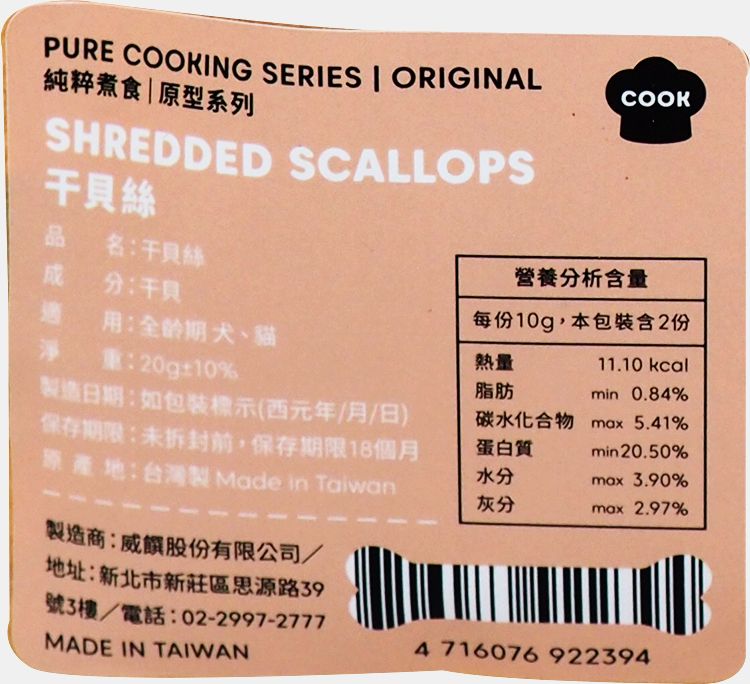 PURE COOKING SERIES | ORIGINAL
純粹煮食|原型系列
COOK
SHREDDED SCALLOPS
干貝絲
品 名:干貝絲
成 分:干貝
適 用:全齡期 犬、貓
淨 重:20g±10%
製造日期:如包裝標示(西元年/月/日)
保存期限:未拆封前,保存期限18個月
原 產 地:台灣製 Made in Taiwan
營養分析含量
每份10g,本包裝含2份
熱量 11.10 kcal
脂肪 min 0.84%
碳水化合物 max 5.41%
蛋白質 min 20.50%
水分 max 3.90%
灰分 max 2.97%
製造商:威饌股份有限公司/
地址:新北市新莊區思源路39
號3樓/電話:02-2997-2777
MADE IN TAIWAN
4 716076 922394